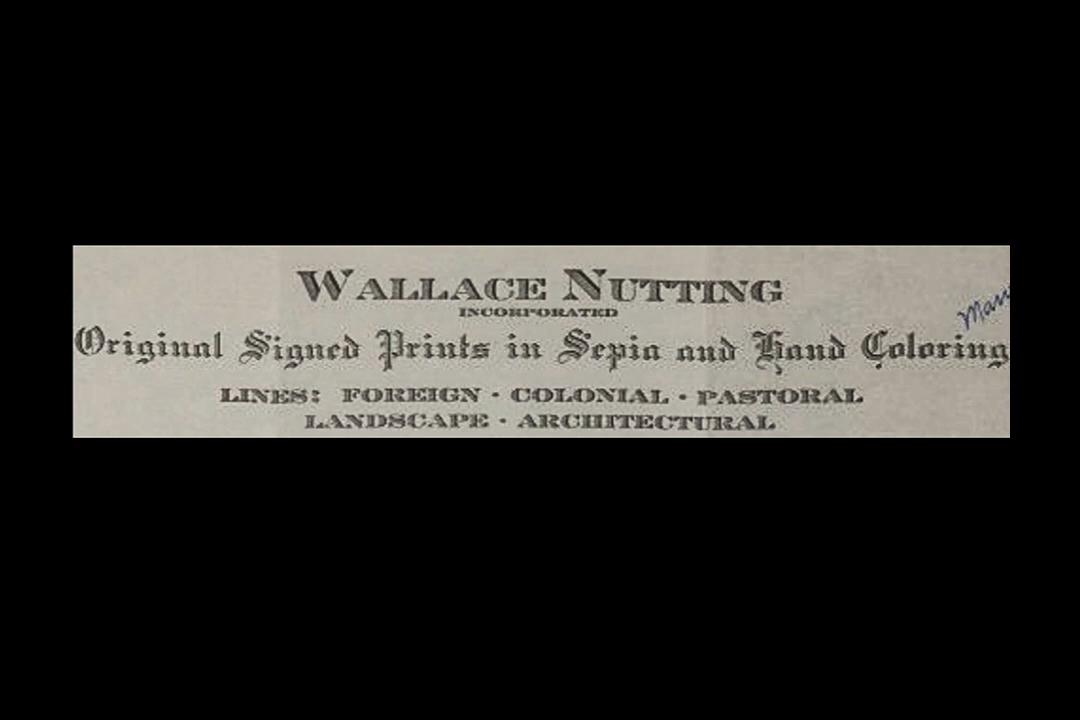 WALLACE NUTTING
INCORPORATED
Original Signed Prints in Sepia and Hand Coloring
LINES: FOREIGN · COLONIAL · PASTORAL
LANDSCAPE · ARCHITECTURAL